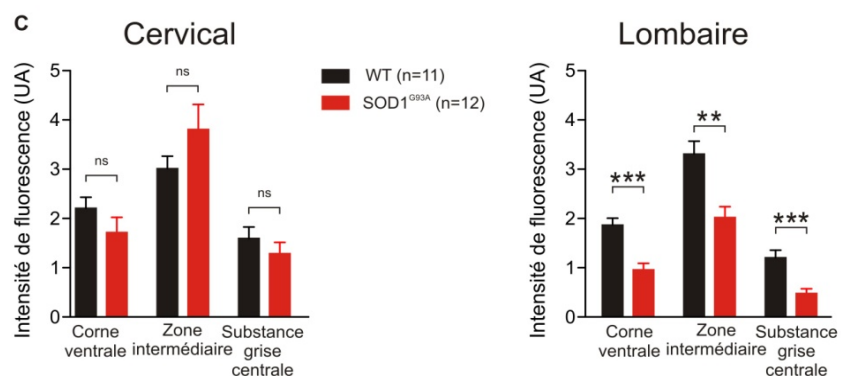 C
Cervical
Lombaire
WT (n=11)
SOD1G93A (n=12)
Intensité de fluorescence (UA)
5
4
3
2
1
0
ns
ns
ns
Corne
ventrale
Zone
intermédiaire
Substance
grise
centrale
Intensité de fluorescence (UA)
5
4
3
2
1
0
***
**
***
Corne
ventrale
Zone
intermédiaire
Substance
grise
centrale